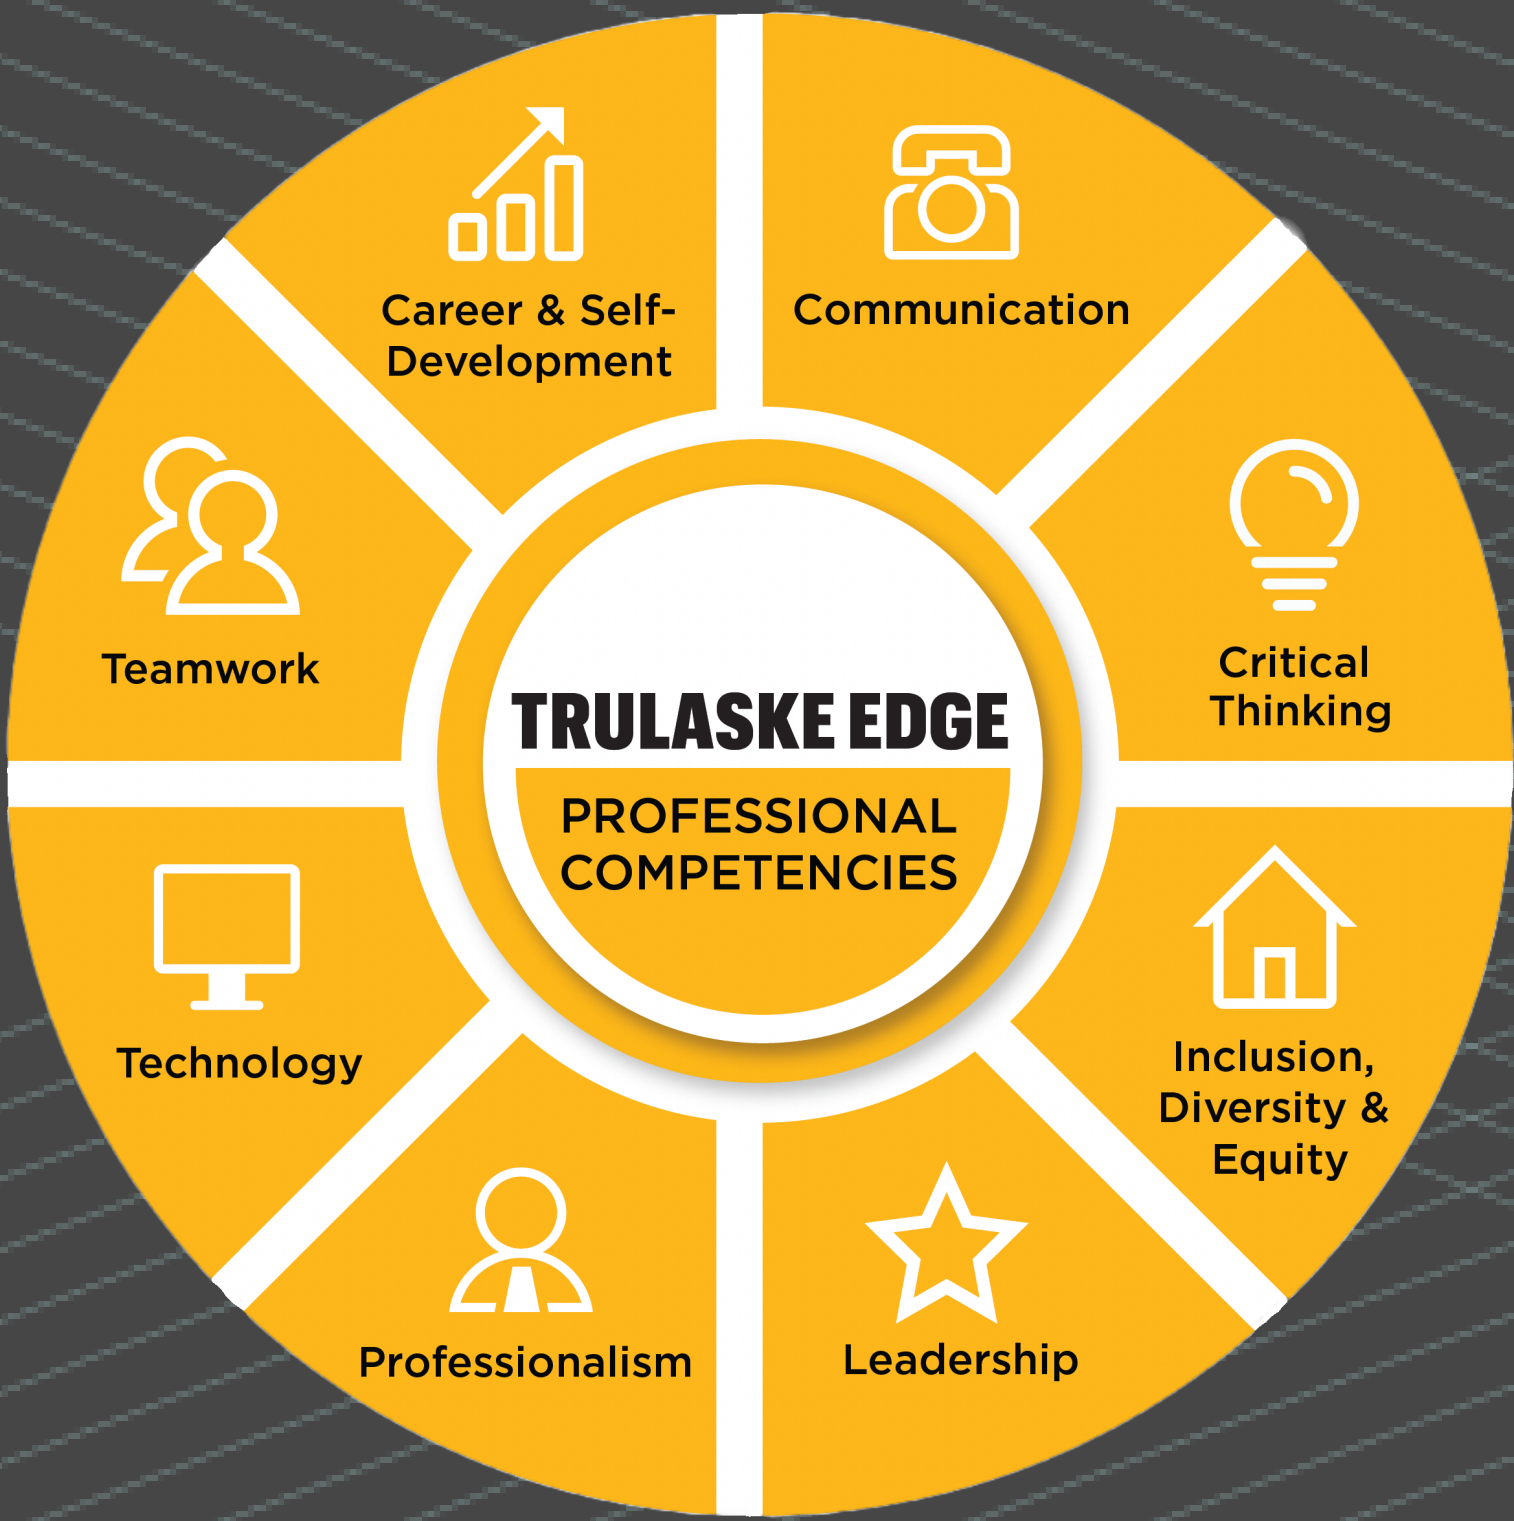 Career & Self-
Development
Communication
Critical
Thinking
Inclusion,
Diversity &
Equity
Leadership
Professionalism
Technology
Teamwork
TRULASKE EDGE
PROFESSIONAL
COMPETENCIES